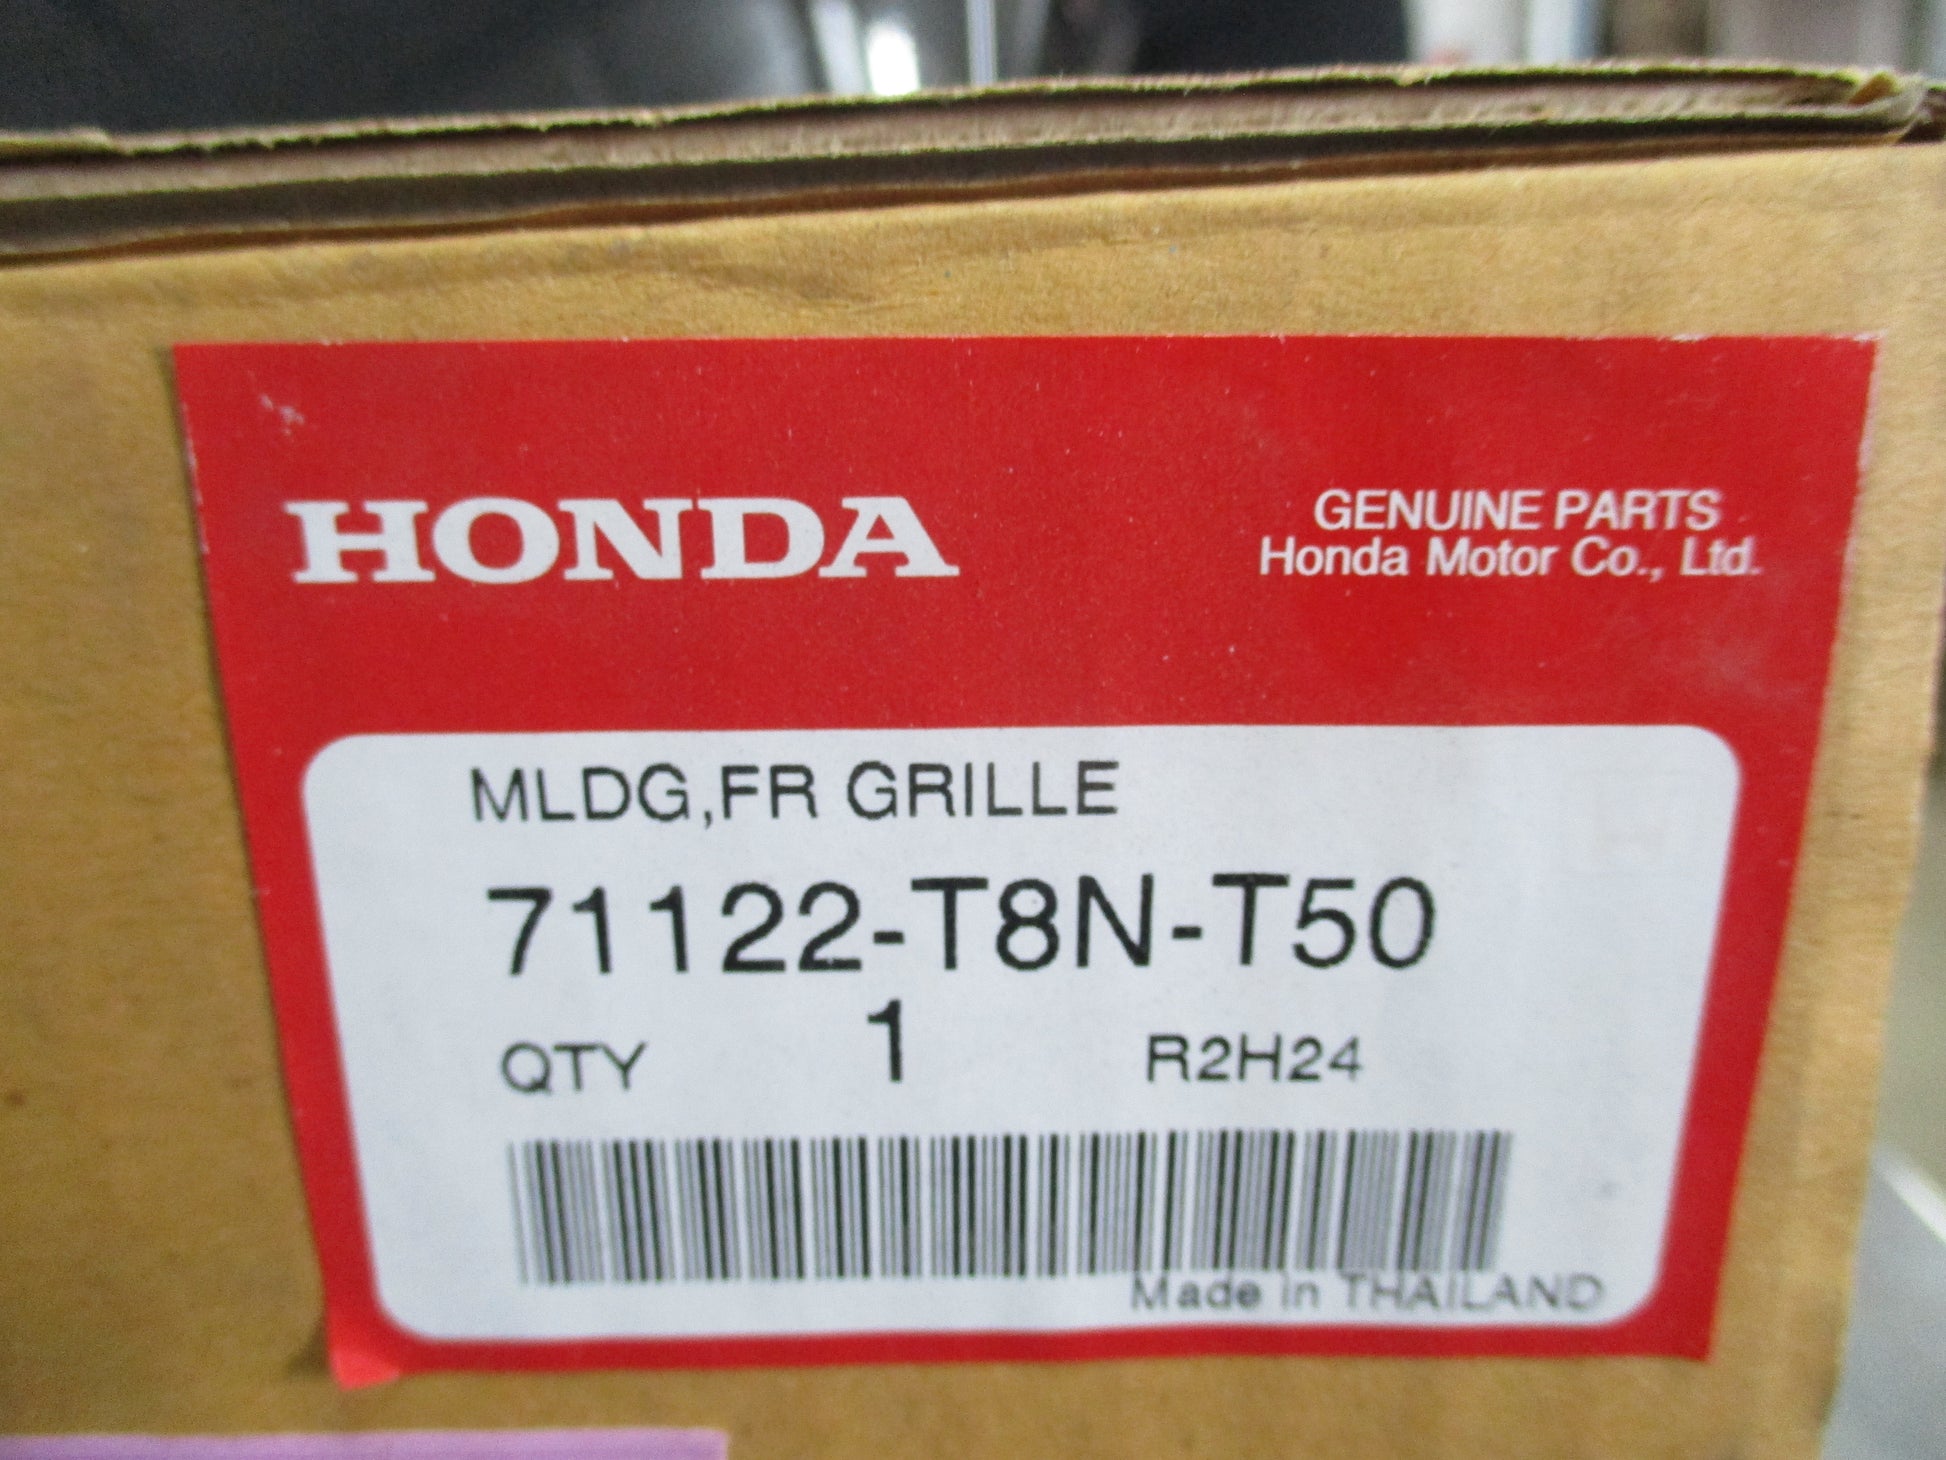 HONDA
GENUINE PARTS
Honda Motor Co., Ltd.
MLDG,FR GRILLE
71122-T8N-T50
QTY 1 R2H24
Made in THAILAND